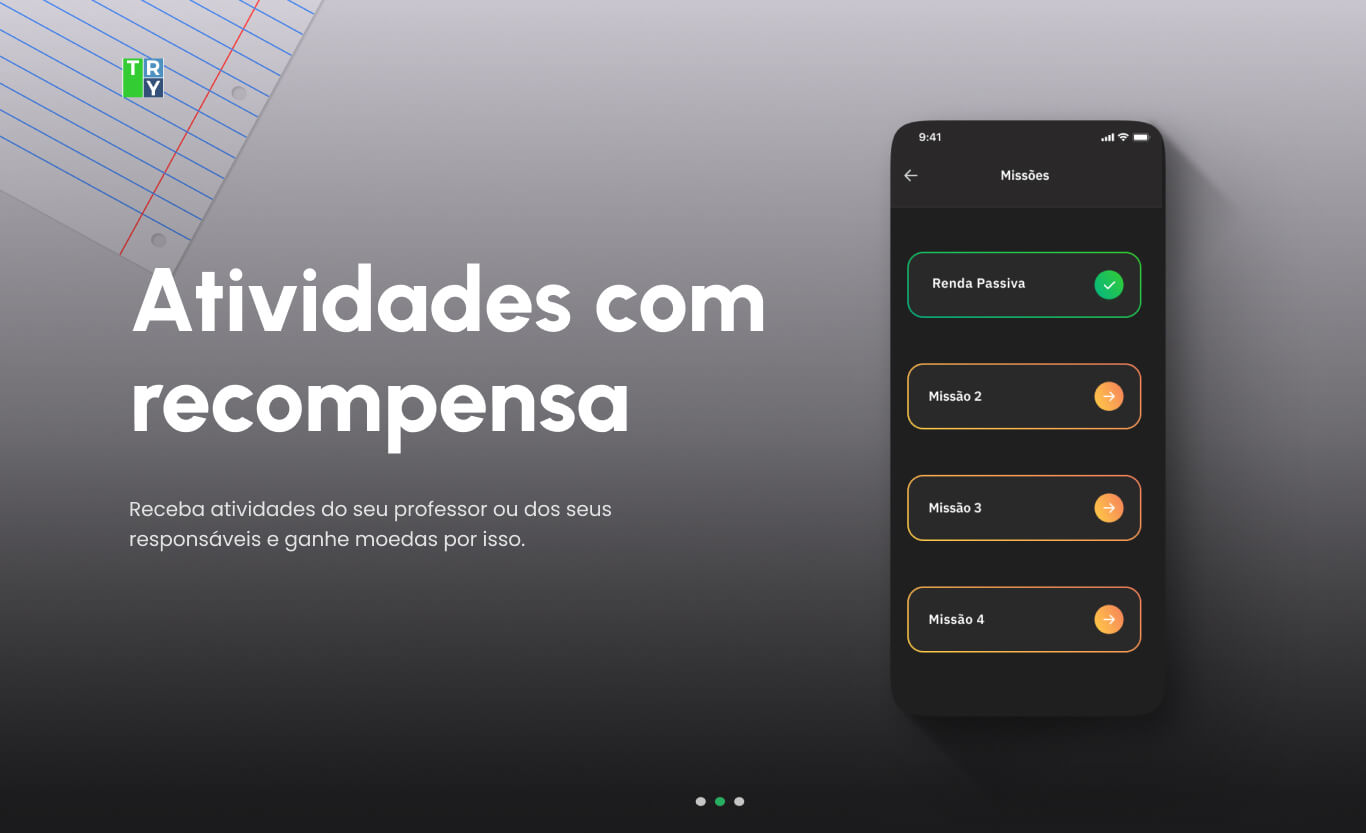 T R
Y
Atividades com
recompensa
Receba atividades do seu professor ou dos seus
responsáveis e ganhe moedas por isso.
9:41
Missões
Renda Passiva
Missão 2
Missão 3
Missão 4